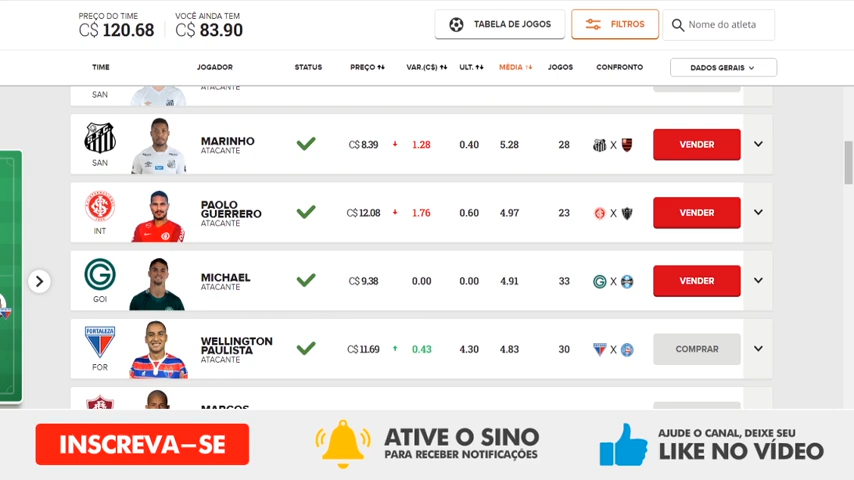 PREÇO DO TIME
C$ 120.68
VOCÊ AINDA TEM
C$ 83.90
TABELA DE JOGOS
FILTROS
Nome do atleta
TIME JOGADOR STATUS PREÇO VAR.(C$) ULT. MÉDIA JOGOS CONFRONTO DADOS GERAIS
SAN ATACANTE
SAN MARINHO
ATACANTE
C$ 8.39 1.28 0.40 5.28 28 X VENDER
INT PAOLO
GUERRERO
ATACANTE
C$ 12.08 1.76 0.60 4.97 23 X VENDER
GOI MICHAEL
ATACANTE
C$ 9.38 0.00 0.00 4.91 33 X VENDER
FORTALEZA
FOR WELLINGTON
PAULISTA
ATACANTE
C$ 11.69 0.43 4.30 4.83 30 X COMPRAR
MARCOS
INSCREVA-SE
ATIVE O SINO
PARA RECEBER NOTIFICAÇÕES
AJUDE O CANAL, DEIXE SEU
LIKE NO VÍDEO